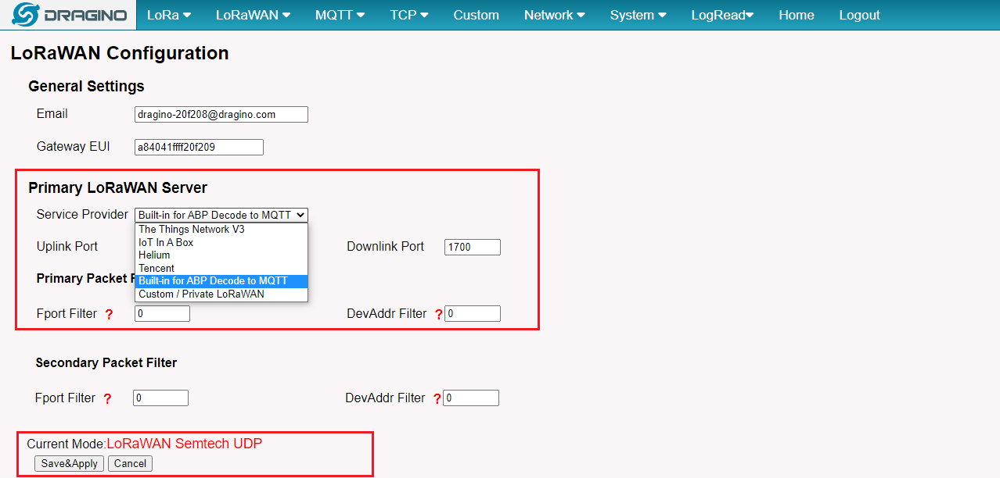 DRAGINO LoRa LoRaWAN MQTT TCP Custom Network System LogRead Home Logout
LoRaWAN Configuration
General Settings
Email dragino-20f208@dragino.com
Gateway EUI a84041ffff20f209
Primary LoRaWAN Server
Service Provider Built-in for ABP Decode to MQTT
The Things Network V3
IoT In A Box
Helium
Tencent
Built-in for ABP Decode to MQTT
Custom / Private LoRaWAN
Uplink Port Downlink Port 1700
Primary Packet
Fport Filter ? 0 DevAddr Filter ? 0
Secondary Packet Filter
Fport Filter ? 0 DevAddr Filter ? 0
Current Mode:LoRaWAN Semtech UDP
Save&Apply Cancel